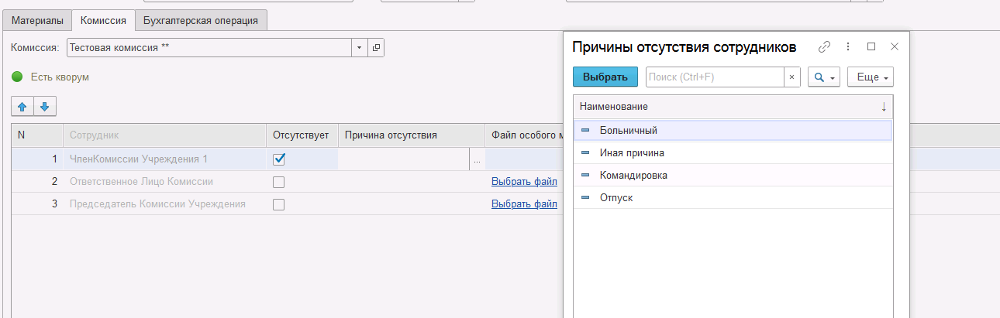 Материалы
Комиссия
Бухгалтерская операция
Комиссия: Тестовая комиссия **
Есть кворум
N Сотрудник Отсутствует Причина отсутствия Файл особого
1 ЧленКомиссии Учреждения 1 ...
2 Ответственное Лицо Комиссии Выбрать файл
3 Председатель Комиссии Учреждения Выбрать файл
Причины отсутствия сотрудников
Выбрать Поиск (Ctrl+F) × Еще
Наименование ↓
Больничный
Иная причина
Командировка
Отпуск